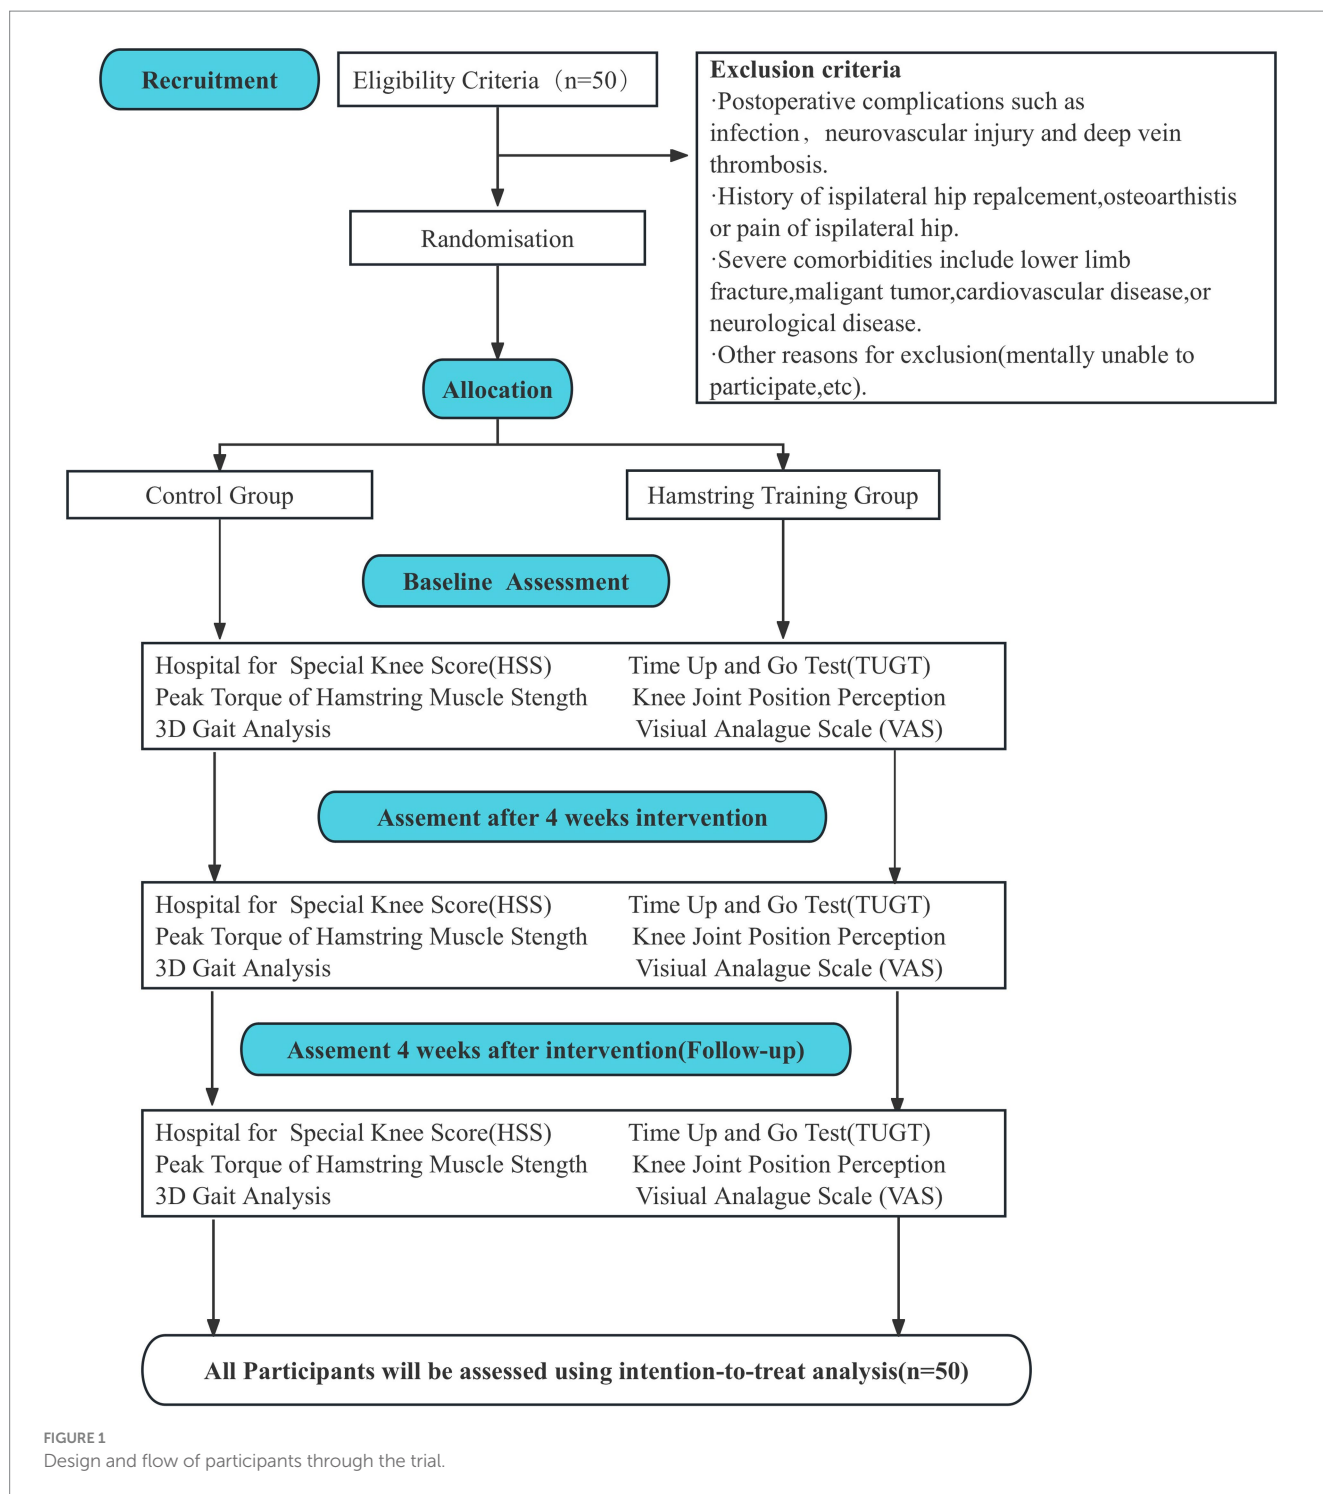 Recruitment
Eligibility Criteria（n=50）
Exclusion criteria
·Postoperative complications such as
infection、neurovascular injury and deep vein
thrombosis.
·History of ispilateral hip repalcement,osteoarthistis
or pain of ispilateral hip.
·Severe comorbidities include lower limb
fracture,maligant tumor,cardiovascular disease,or
neurological disease.
·Other reasons for exclusion(mentally unable to
participate,etc).
Randomisation
Allocation
Control Group
Hamstring Training Group
Baseline Assessment
Hospital for Special Knee Score(HSS) Time Up and Go Test(TUGT)
Peak Torque of Hamstring Muscle Stength Knee Joint Position Perception
3D Gait Analysis Visiual Analague Scale (VAS)
Assement after 4 weeks intervention
Hospital for Special Knee Score(HSS) Time Up and Go Test(TUGT)
Peak Torque of Hamstring Muscle Stength Knee Joint Position Perception
3D Gait Analysis Visiual Analague Scale (VAS)
Assement 4 weeks after intervention(Follow-up)
Hospital for Special Knee Score(HSS) Time Up and Go Test(TUGT)
Peak Torque of Hamstring Muscle Stength Knee Joint Position Perception
3D Gait Analysis Visiual Analague Scale (VAS)
All Participants will be assessed using intention-to-treat analysis(n=50)
FIGURE 1
Design and flow of participants through the trial.